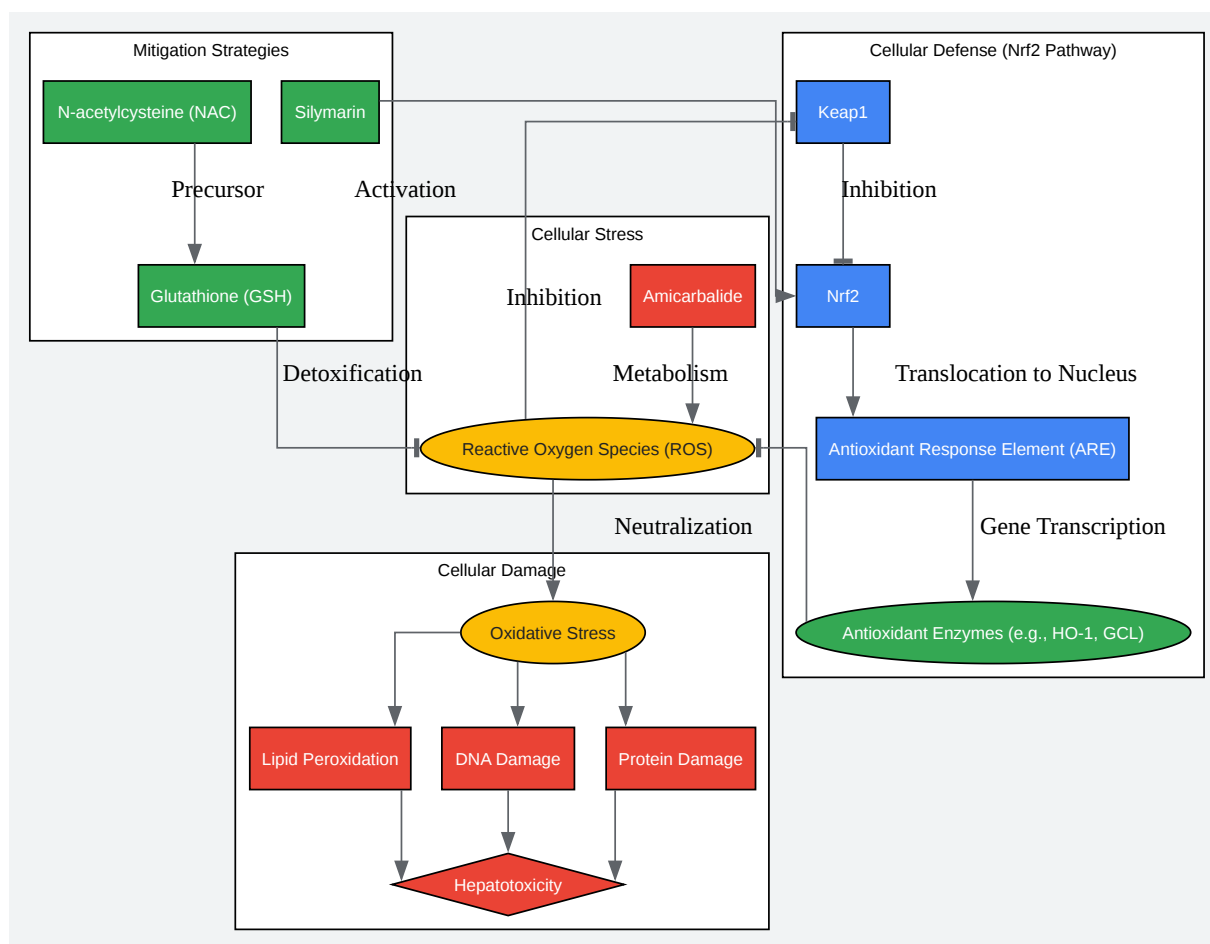 Mitigation Strategies
Cellular Defense (Nrf2 Pathway)
N-acetylcysteine (NAC)
Silymarin
Keap1
Precursor
Activation
Inhibition
Cellular Stress
Glutathione (GSH)
Inhibition
Amicarbalide
Nrf2
Detoxification
Metabolism
Translocation to Nucleus
Reactive Oxygen Species (ROS)
Antioxidant Response Element (ARE)
Neutralization
Gene Transcription
Cellular Damage
Oxidative Stress
Antioxidant Enzymes (e.g., HO-1, GCL)
Lipid Peroxidation
DNA Damage
Protein Damage
Hepatotoxicity